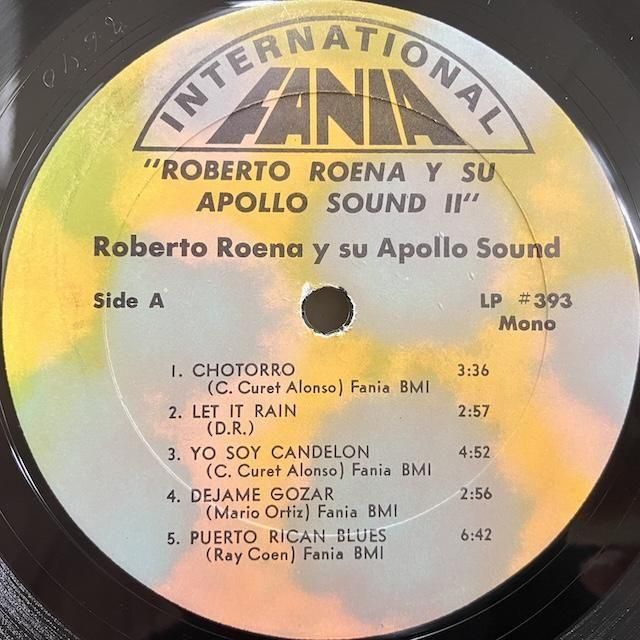 INTERNATIONAL
FANIA
"ROBERTO ROENA Y SU
APOLLO SOUND II"
Roberto Roena y su Apollo Sound
Side A
LP #393
Mono
1. CHOTORRO 3:36
(C. Curet Alonso) Fania BMI
2. LET IT RAIN 2:57
(D.R.)
3. YO SOY CANDELON 4:52
(C. Curet Alonso) Fania BMI
4. DEJAME GOZAR 2:56
(Mario Ortiz) Fania BMI
5. PUERTO RICAN BLUES 6:42
(Ray Coen) Fania BMI